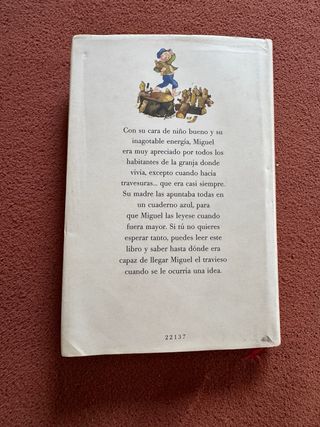 Con su cara de niño bueno y su
inagotable energía, Miguel
era muy apreciado por todos los
habitantes de la granja donde
vivía, excepto cuando hacía
travesuras... que era casi siempre.
Su madre las apuntaba todas en
un cuaderno azul, para
que Miguel las leyese cuando
fuera mayor. Si tú no quieres
esperar tanto, puedes leer este
libro y saber hasta dónde era
capaz de llegar Miguel el travieso
cuando se le ocurría una idea.
22137